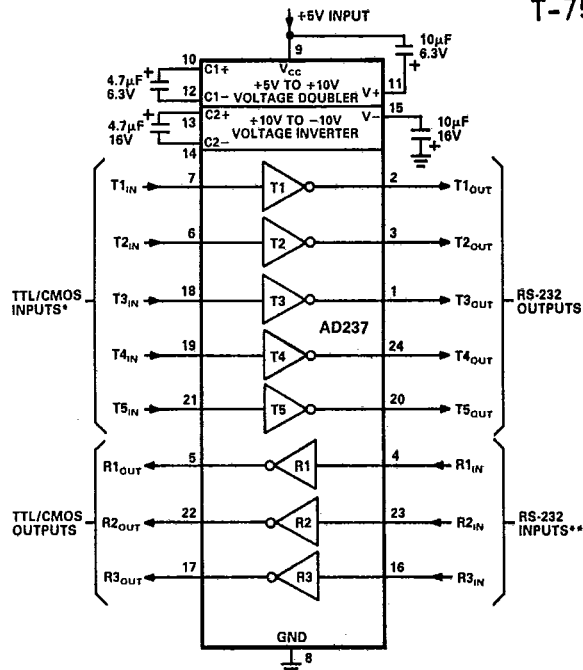 T-75
+5V INPUT
10μF
6.3V
9
VCC
10
C1+
4.7μF
6.3V
12
C1−
+5V TO +10V
VOLTAGE DOUBLER
V+
11
13
C2+
4.7μF
16V
14
C2−
+10V TO −10V
VOLTAGE INVERTER
V−
15
10μF
16V
T1IN
7
T1
2
T1OUT
T2IN
6
T2
3
T2OUT
TTL/CMOS
INPUTS*
T3IN
18
T3
1
T3OUT
RS-232
OUTPUTS
AD237
T4IN
19
T4
24
T4OUT
T5IN
21
T5
20
T5OUT
R1OUT
5
R1
4
R1IN
TTL/CMOS
OUTPUTS
R2OUT
22
R2
23
R2IN
RS-232
INPUTS**
R3OUT
17
R3
16
R3IN
GND
8